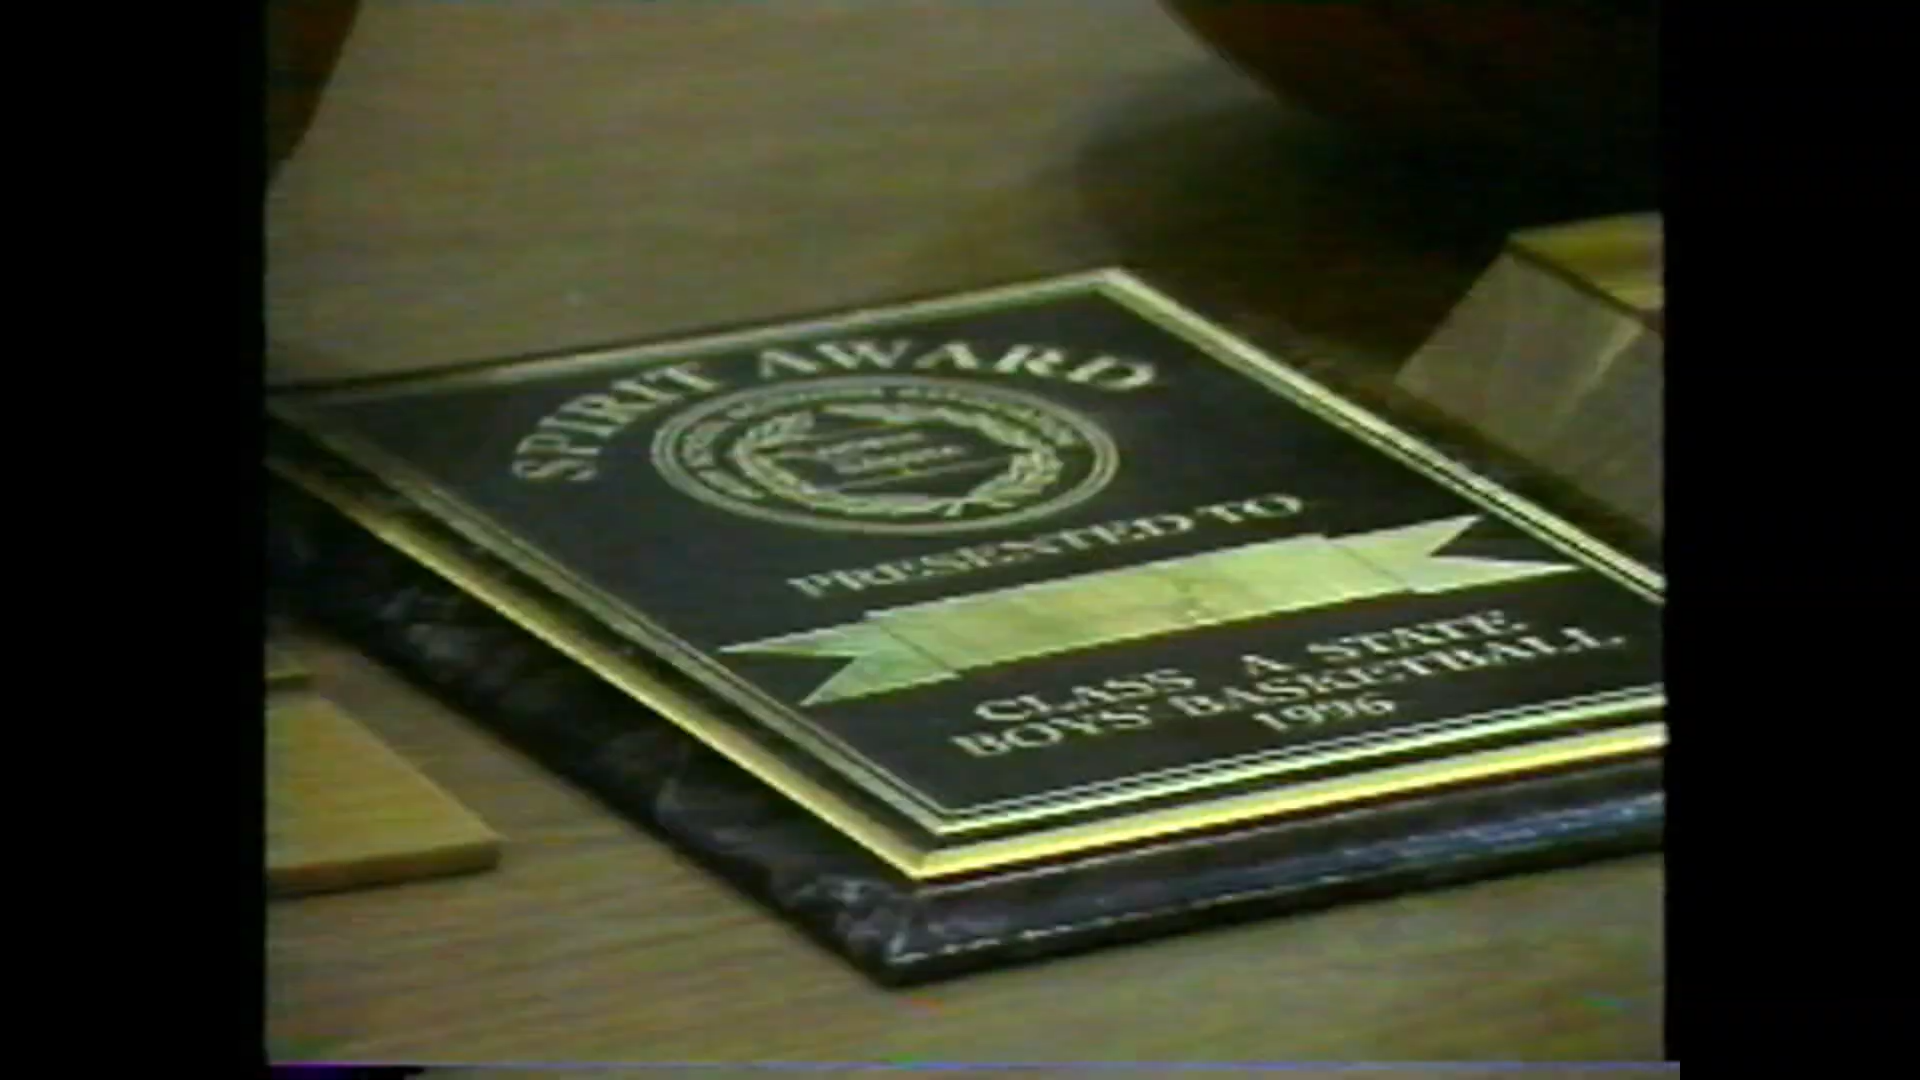 SPIRIT AWARD
PRESENTED TO
CLASS A STATE
BOYS' BASKETBALL
1996